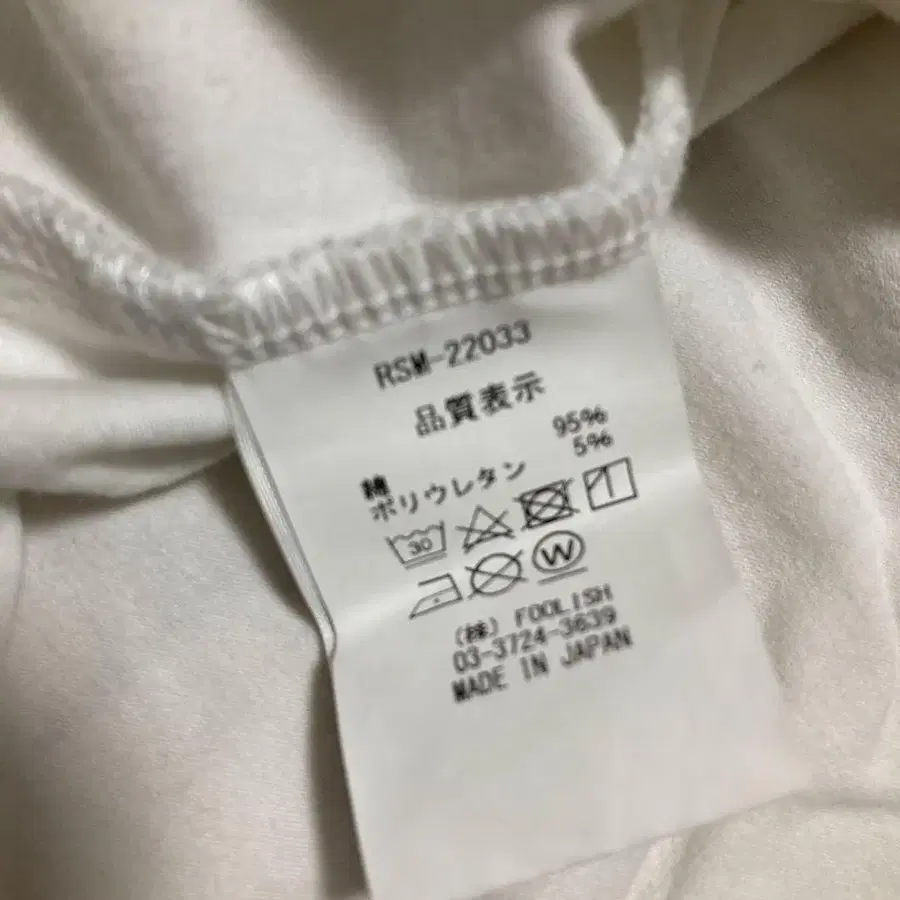 RSM-22033
品質表示
綿 95%
ポリウレタン 5%
30
W
(株) FOOLISH
03-3724-3639
MADE IN JAPAN